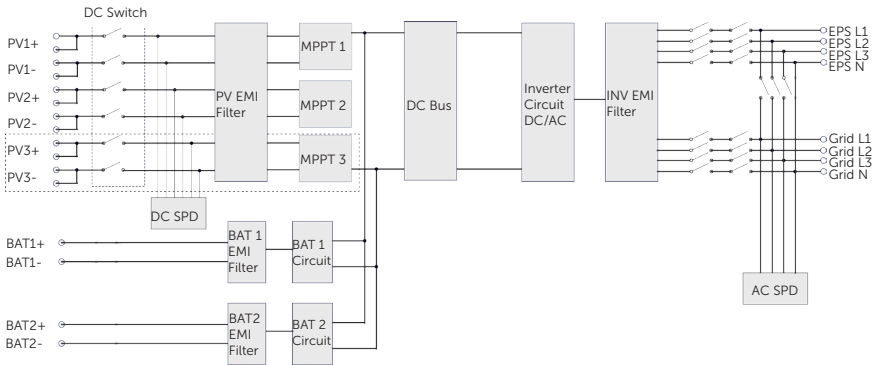 DC Switch
PV1+
PV1-
PV2+
PV2-
PV3+
PV3-
PV EMI
Filter
MPPT 1
MPPT 2
MPPT 3
DC Bus
Inverter
Circuit
DC/AC
INV EMI
Filter
EPS L1
EPS L2
EPS L3
EPS N
Grid L1
Grid L2
Grid L3
Grid N
DC SPD
BAT1+
BAT1-
BAT 1
EMI
Filter
BAT 1
Circuit
AC SPD
BAT2+
BAT2-
BAT2
EMI
Filter
BAT 2
Circuit